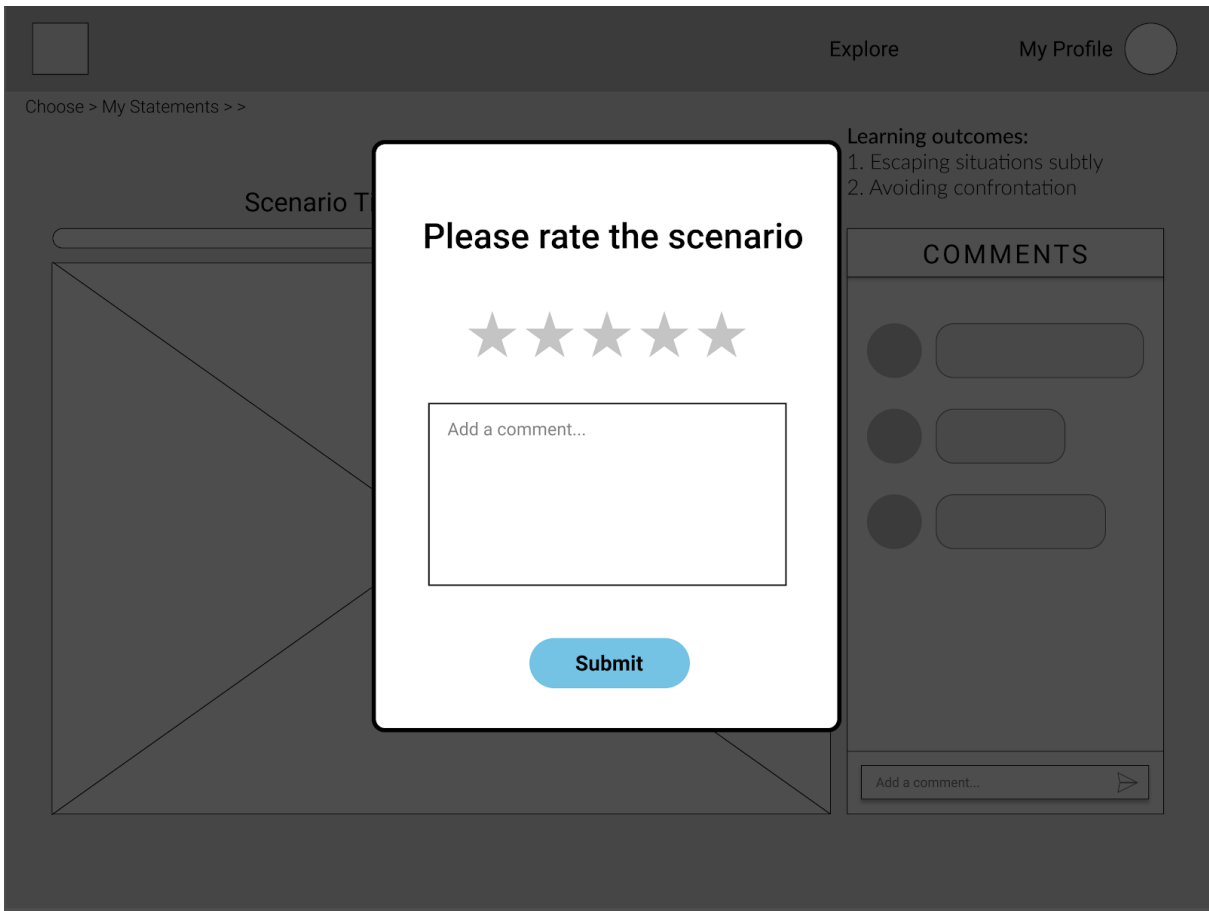 Explore
My Profile
Choose > My Statements > >
Learning outcomes:
1. Escaping situations subtly
2. Avoiding confrontation
Scenario T
Please rate the scenario
COMMENTS
Add a comment...
Submit
Add a comment...